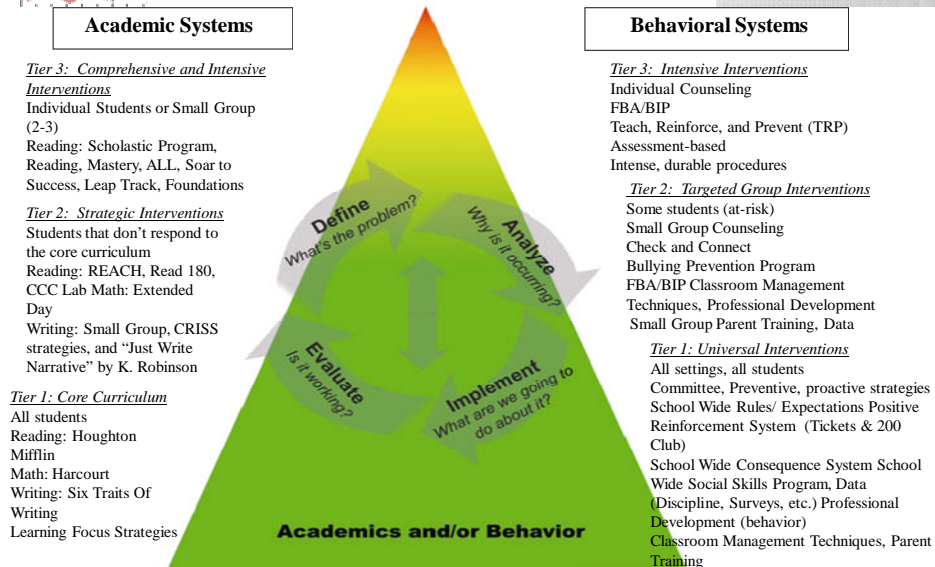 Academic Systems
Tier 3: Comprehensive and Intensive
Interventions
Individual Students or Small Group
(2-3)
Reading: Scholastic Program,
Reading, Mastery, ALL, Soar to
Success, Leap Track, Foundations
Tier 2: Strategic Interventions
Students that don't respond to
the core curriculum
Reading: REACH, Read 180,
CCC Lab Math: Extended
Day
Writing: Small Group, CRISS
strategies, and “Just Write
Narrative” by K. Robinson
Tier 1: Core Curriculum
All students
Reading: Houghton
Mifflin
Math: Harcourt
Writing: Six Traits Of
Writing
Learning Focus Strategies
Define
What's the problem?
Analyze
Why is it occurring?
Implement
What are we going to
do about it?
Evaluate
Is it working?
Academics and/or Behavior
Behavioral Systems
Tier 3: Intensive Interventions
Individual Counseling
FBA/BIP
Teach, Reinforce, and Prevent (TRP)
Assessment-based
Intense, durable procedures
Tier 2: Targeted Group Interventions
Some students (at-risk)
Small Group Counseling
Check and Connect
Bullying Prevention Program
FBA/BIP Classroom Management
Techniques, Professional Development
Small Group Parent Training, Data
Tier 1: Universal Interventions
All settings, all students
Committee, Preventive, proactive strategies
School Wide Rules/ Expectations Positive
Reinforcement System (Tickets & 200
Club)
School Wide Consequence System School
Wide Social Skills Program, Data
(Discipline, Surveys, etc.) Professional
Development (behavior)
Classroom Management Techniques, Parent
Training